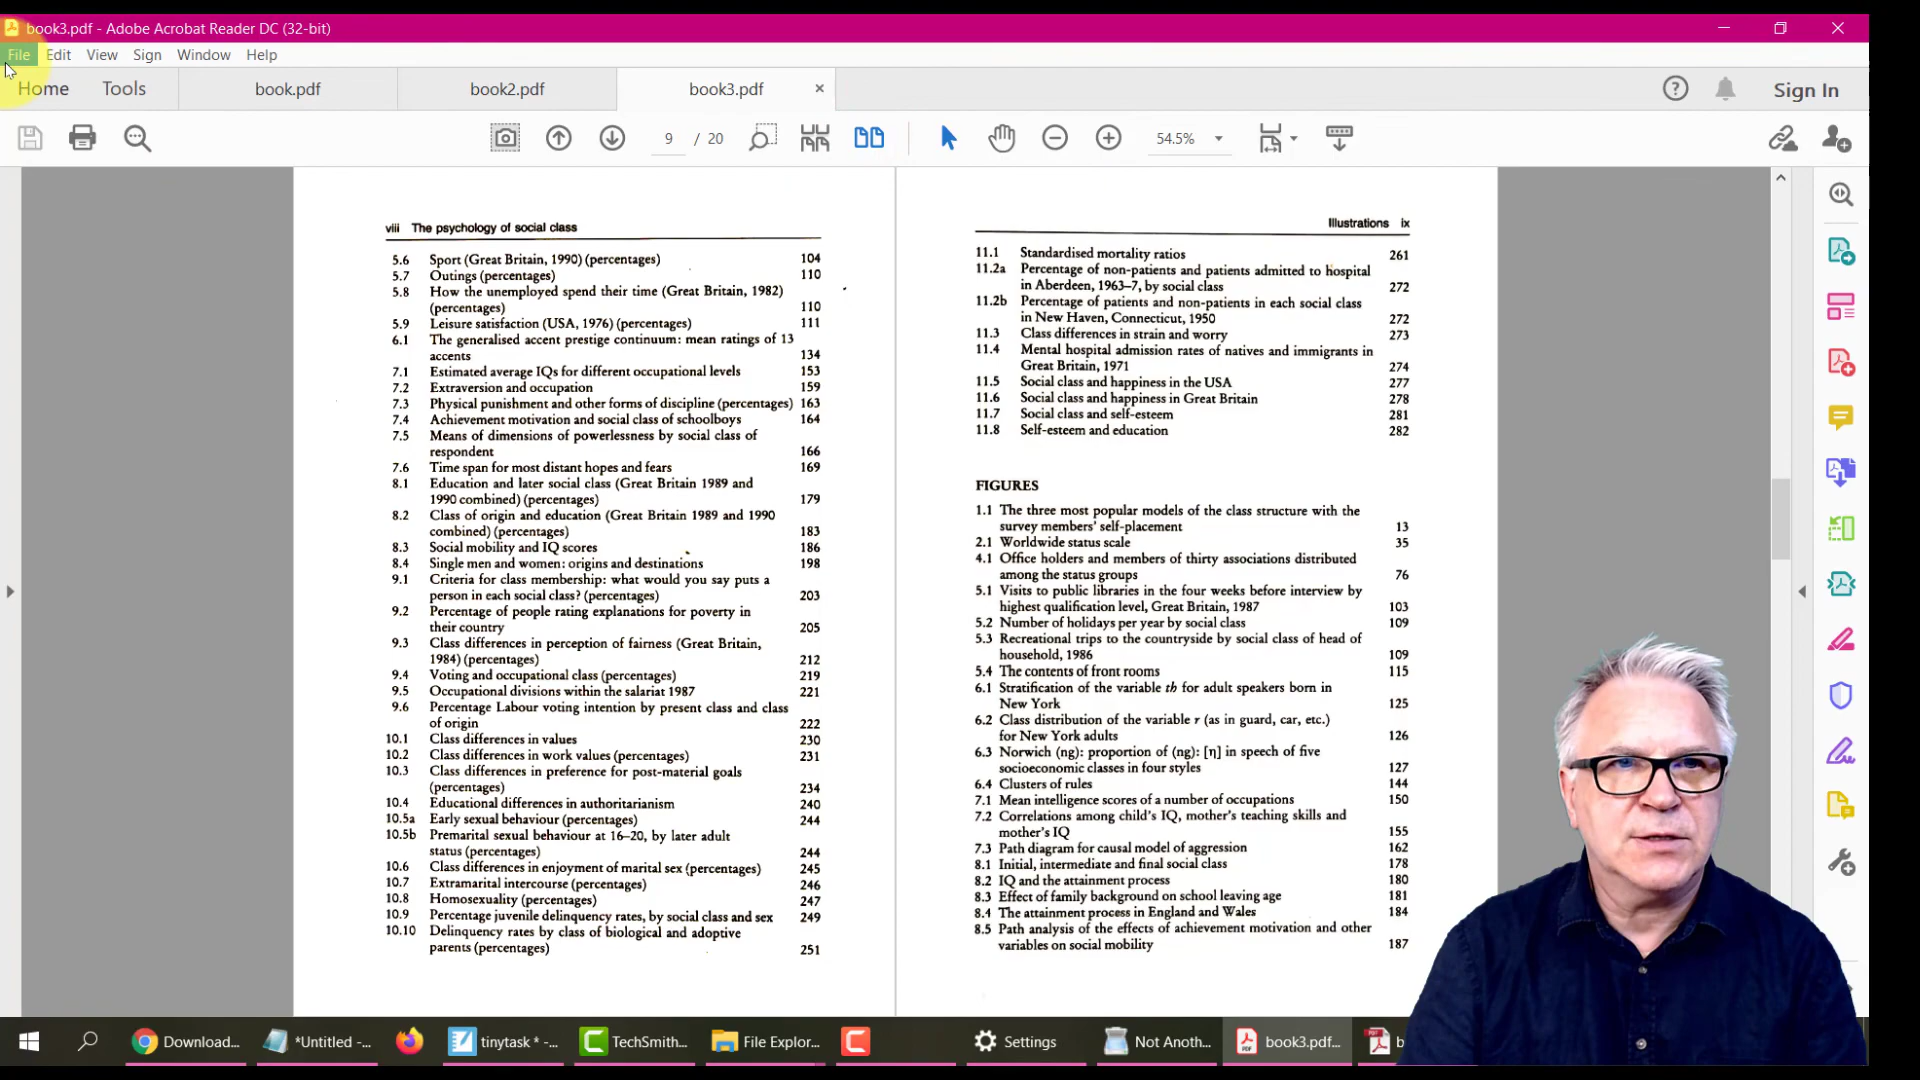 book3.pdf - Adobe Acrobat Reader DC (32-bit)
File Edit View Sign Window Help
Home Tools book.pdf book2.pdf book3.pdf Sign In
9 / 20 54.5%
viii The psychology of social class
5.6 Sport (Great Britain, 1990) (percentages) 104
5.7 Outings (percentages) 110
5.8 How the unemployed spend their time (Great Britain, 1982)
(percentages) 110
5.9 Leisure satisfaction (USA, 1976) (percentages) 111
6.1 The generalised accent prestige continuum: mean ratings of 13
accents 134
7.1 Estimated average IQs for different occupational levels 153
7.2 Extraversion and occupation 159
7.3 Physical punishment and other forms of discipline (percentages) 163
7.4 Achievement motivation and social class of schoolboys 164
7.5 Means of dimensions of powerlessness by social class of
respondent 166
7.6 Time span for most distant hopes and fears 169
8.1 Education and later social class (Great Britain 1989 and
1990 combined) (percentages) 179
8.2 Class of origin and education (Great Britain 1989 and 1990
combined) (percentages) 183
8.3 Social mobility and IQ scores 186
8.4 Single men and women: origins and destinations 198
9.1 Criteria for class membership: what would you say puts a
person in each social class? (percentages) 203
9.2 Percentage of people rating explanations for poverty in
their country 205
9.3 Class differences in perception of fairness (Great Britain,
1984) (percentages) 212
9.4 Voting and occupational class (percentages) 219
9.5 Occupational divisions within the salariat 1987 221
9.6 Percentage Labour voting intention by present class and class
of origin 222
10.1 Class differences in values 230
10.2 Class differences in work values (percentages) 231
10.3 Class differences in preference for post-material goals
(percentages) 234
10.4 Educational differences in authoritarianism 240
10.5a Early sexual behaviour (percentages) 244
10.5b Premarital sexual behaviour at 16–20, by later adult
status (percentages) 244
10.6 Class differences in enjoyment of marital sex (percentages) 245
10.7 Extramarital intercourse (percentages) 246
10.8 Homosexuality (percentages) 247
10.9 Percentage juvenile delinquency rates, by social class and sex 249
10.10 Delinquency rates by class of biological and adoptive
parents (percentages) 251
Illustrations ix
11.1 Standardised mortality ratios 261
11.2a Percentage of non-patients and patients admitted to hospital
in Aberdeen, 1963–7, by social class 272
11.2b Percentage of patients and non-patients in each social class
in New Haven, Connecticut, 1950 272
11.3 Class differences in strain and worry 273
11.4 Mental hospital admission rates of natives and immigrants in
Great Britain, 1971 274
11.5 Social class and happiness in the USA 277
11.6 Social class and happiness in Great Britain 278
11.7 Social class and self-esteem 281
11.8 Self-esteem and education 282
FIGURES
1.1 The three most popular models of the class structure with the
survey members' self-placement 13
2.1 Worldwide status scale 35
4.1 Office holders and members of thirty associations distributed
among the status groups 76
5.1 Visits to public libraries in the four weeks before interview by
highest qualification level, Great Britain, 1987 103
5.2 Number of holidays per year by social class 109
5.3 Recreational trips to the countryside by social class of head of
household, 1986 109
5.4 The contents of front rooms 115
6.1 Stratification of the variable th for adult speakers born in
New York 125
6.2 Class distribution of the variable r (as in guard, car, etc.)
for New York adults 126
6.3 Norwich (ng): proportion of (ng): [η] in speech of five
socioeconomic classes in four styles 127
6.4 Clusters of rules 144
7.1 Mean intelligence scores of a number of occupations 150
7.2 Correlations among child's IQ, mother's teaching skills and
mother's IQ 155
7.3 Path diagram for causal model of aggression 162
8.1 Initial, intermediate and final social class 178
8.2 IQ and the attainment process 180
8.3 Effect of family background on school leaving age 181
8.4 The attainment process in England and Wales 184
8.5 Path analysis of the effects of achievement motivation and other
variables on social mobility 187
Download... *Untitled -... tinytask * -... TechSmith... File Explor... Settings Not Anoth... book3.pdf... b